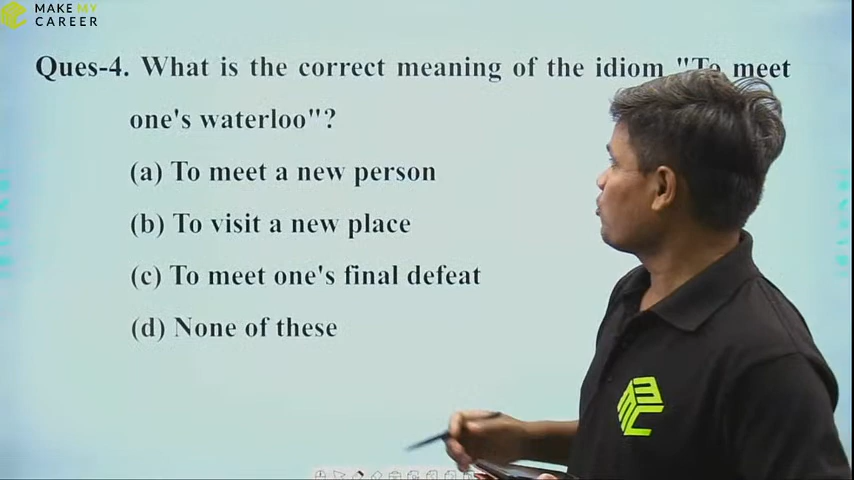 MAKE MY
CAREER
Ques-4. What is the correct meaning of the idiom "To meet
one's waterloo"?
(a) To meet a new person
(b) To visit a new place
(c) To meet one's final defeat
(d) None of these